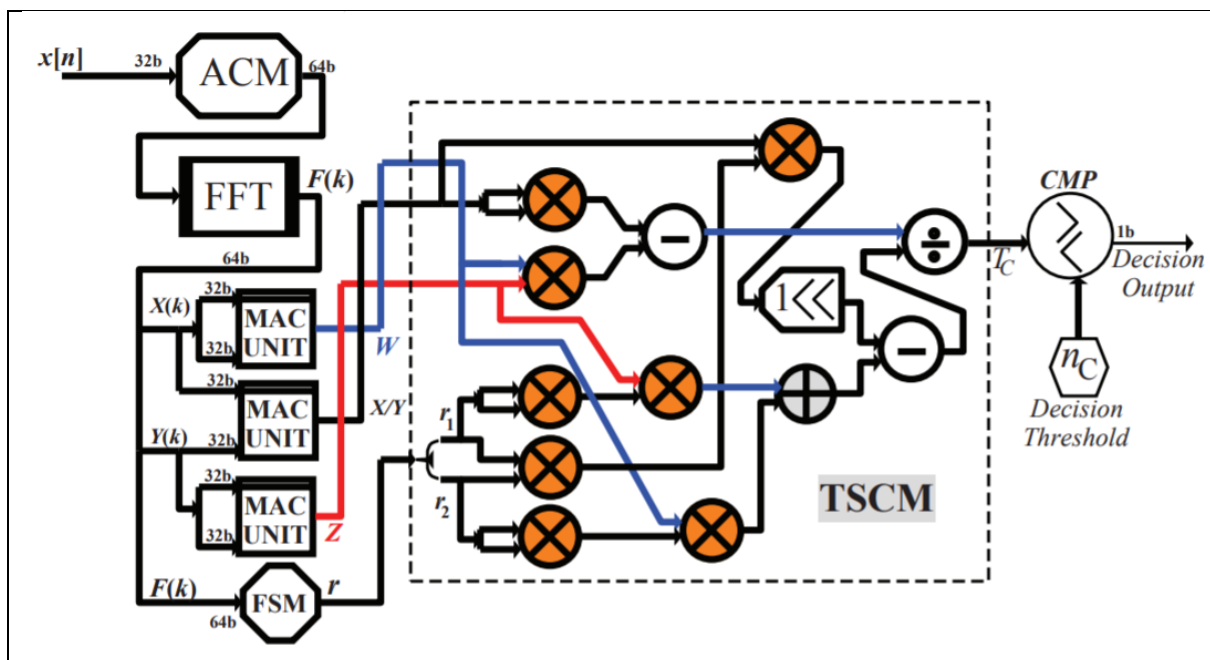 x[n]
32b
ACM
64b
FFT
F(k)
64b
X(k)
32b
32b
MAC
UNIT
W
32b
MAC
UNIT
X/Y
Y(k)
32b
32b
32b
MAC
UNIT
Z
F(k)
64b
FSM
r
r1
r2
1<<
TSCM
TC
CMP
1b
Decision
Output
nC
Decision
Threshold